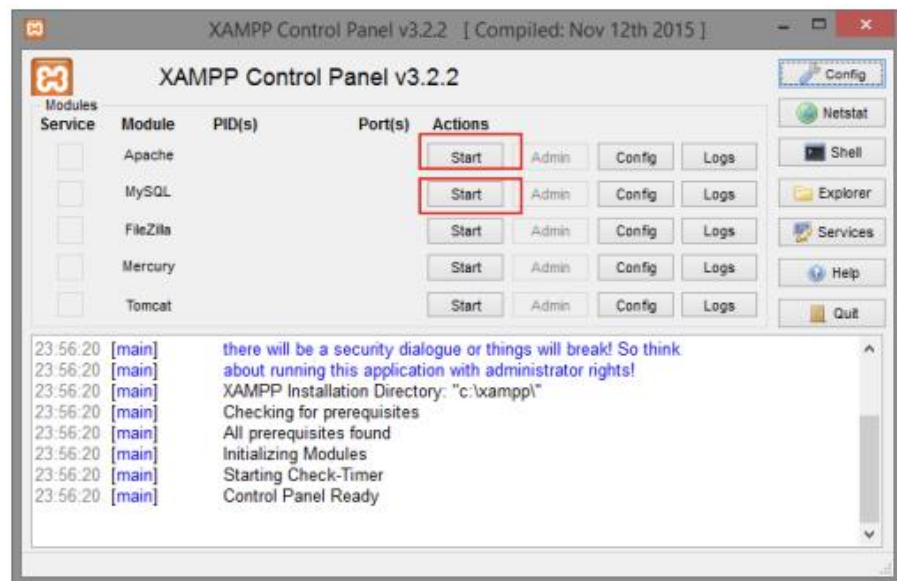 XAMPP Control Panel v3.2.2 [ Compiled: Nov 12th 2015 ]
XAMPP Control Panel v3.2.2
Config
Modules
Service Module PID(s) Port(s) Actions
Netstat
Apache Start Admin Config Logs
Shell
MySQL Start Admin Config Logs
Explorer
FileZilla Start Admin Config Logs
Services
Mercury Start Admin Config Logs
Help
Tomcat Start Admin Config Logs
Quit
23:56:20 [main] there will be a security dialogue or things will break! So think
23:56:20 [main] about running this application with administrator rights!
23:56:20 [main] XAMPP Installation Directory: "c:\xampp\"
23:56:20 [main] Checking for prerequisites
23:56:20 [main] All prerequisites found
23:56:20 [main] Initializing Modules
23:56:20 [main] Starting Check-Timer
23:56:20 [main] Control Panel Ready